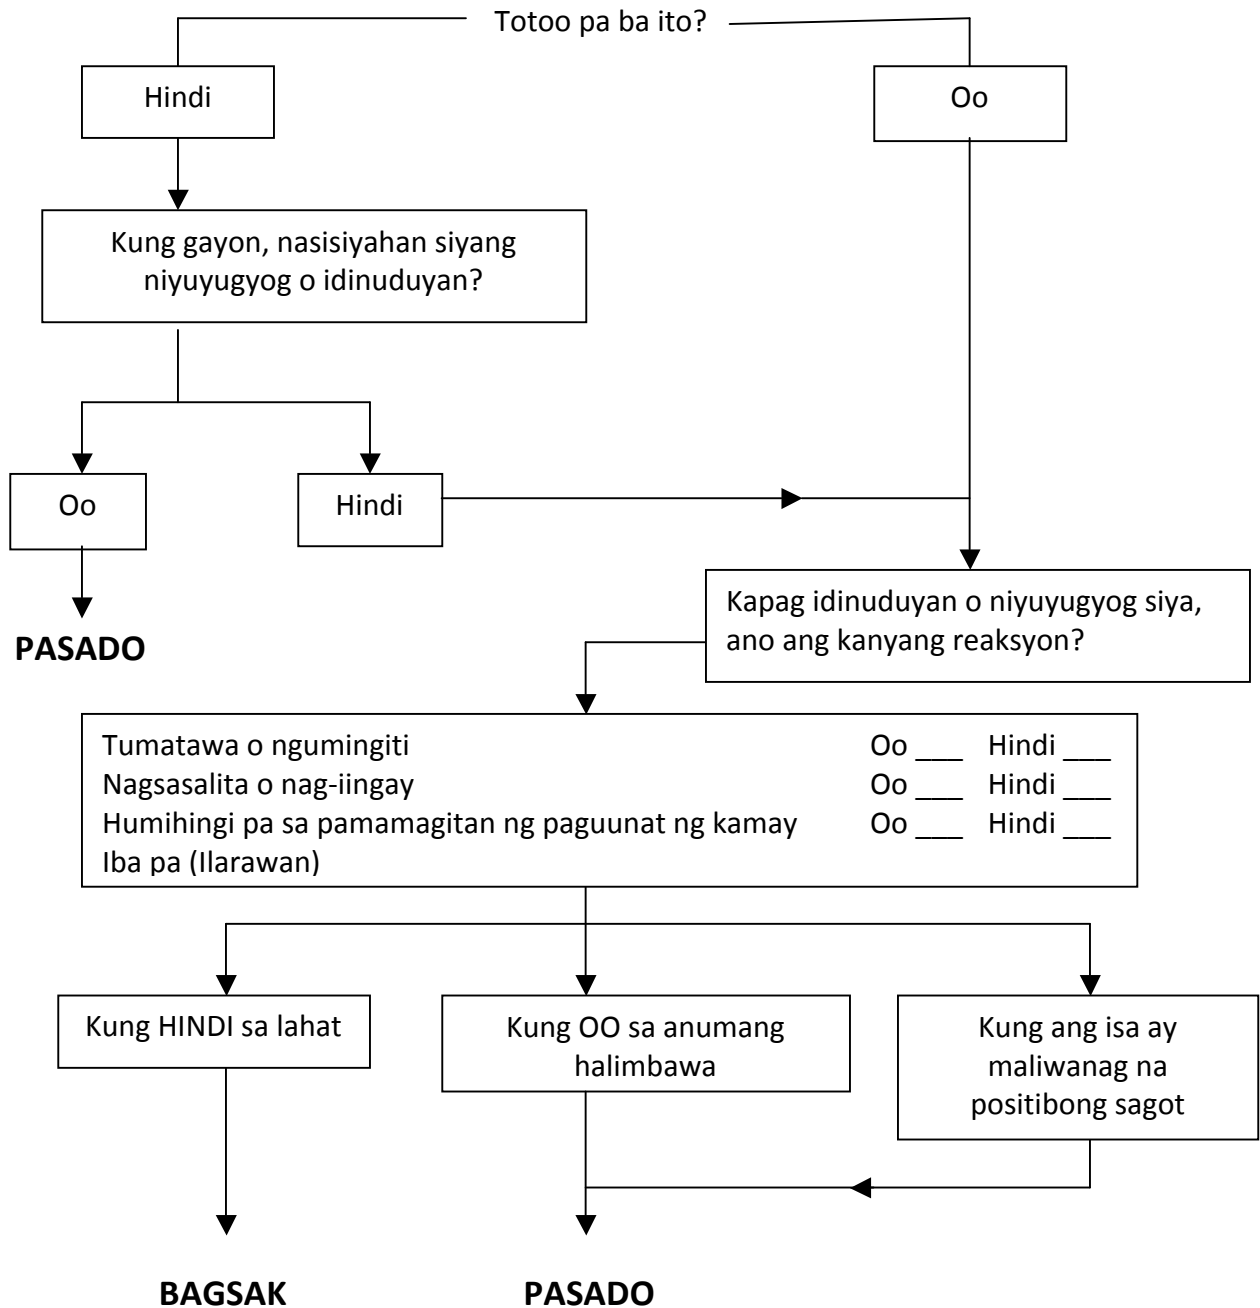 Totoo pa ba ito?
Hindi
Oo
Kung gayon, nasisiyahan siyang
niyuyugyog o idinuduyan?
Oo
Hindi
PASADO
Kapag idinuduyan o niyuyugyog siya,
ano ang kanyang reaksyon?
Tumatawa o ngumingiti Oo ___ Hindi ___
Nagsasalita o nag-iingay Oo ___ Hindi ___
Humihingi pa sa pamamagitan ng paguunat ng kamay Oo ___ Hindi ___
Iba pa (Ilarawan)
Kung HINDI sa lahat
Kung OO sa anumang
halimbawa
Kung ang isa ay
maliwanag na
positibong sagot
BAGSAK
PASADO